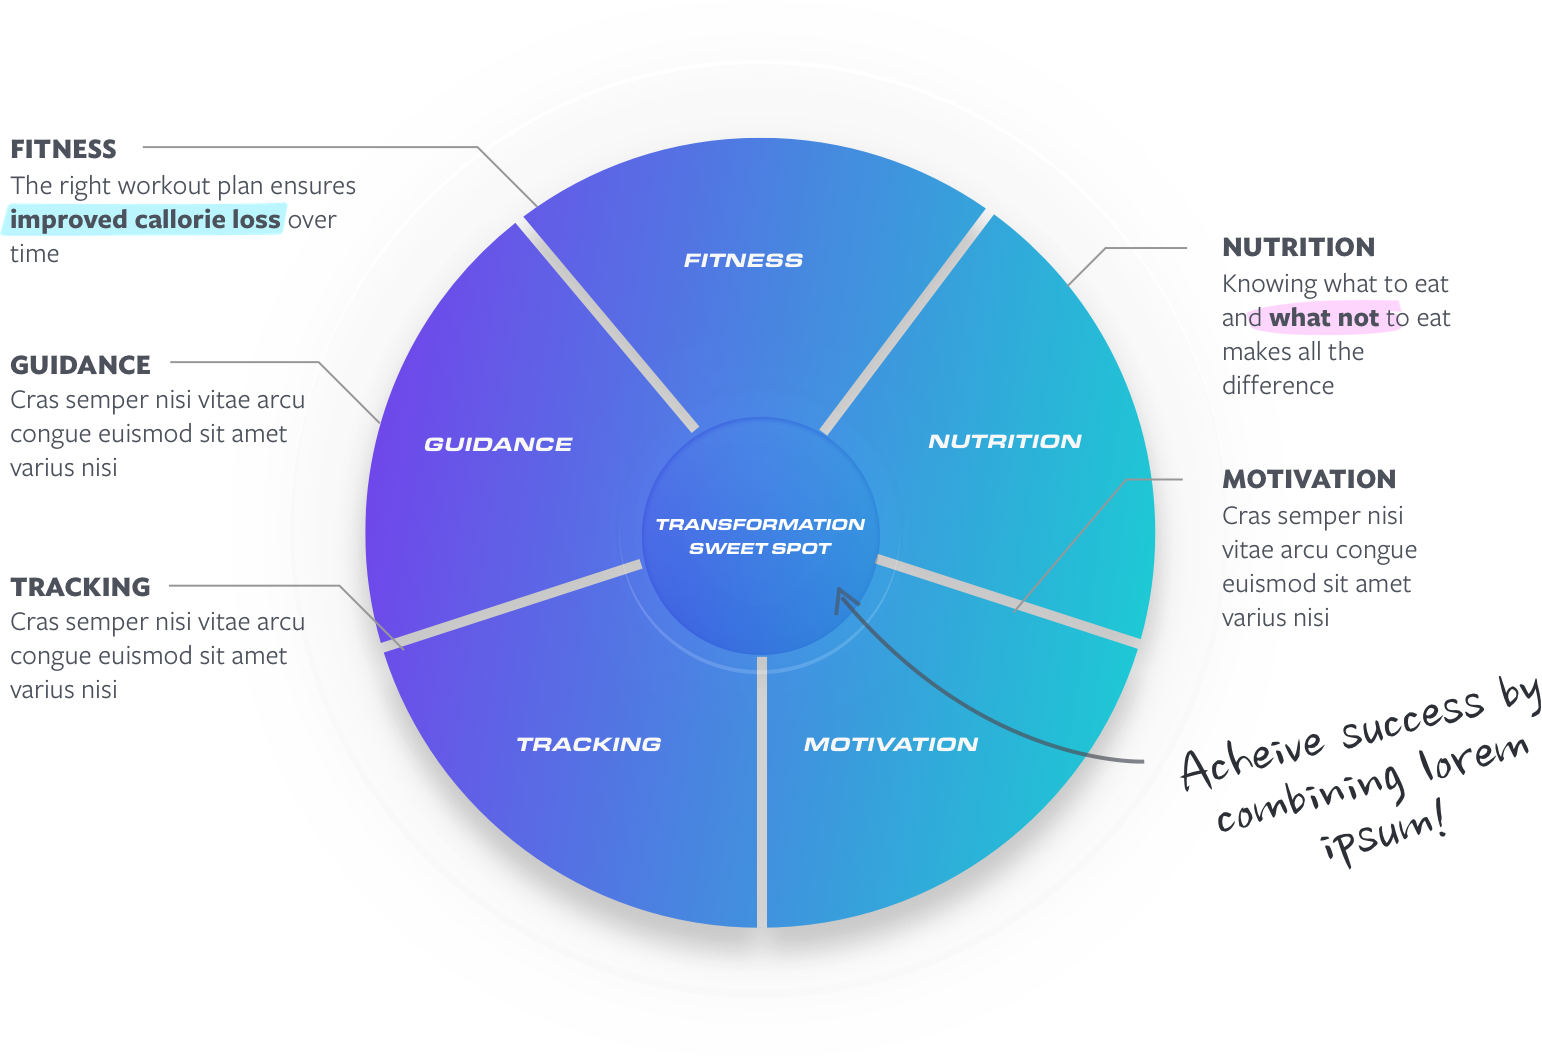 FITNESS
The right workout plan ensures
improved callorie loss over
time
GUIDANCE
Cras semper nisi vitae arcu
congue euismod sit amet
varius nisi
TRACKING
Cras semper nisi vitae arcu
congue euismod sit amet
varius nisi
FITNESS
GUIDANCE
NUTRITION
TRANSFORMATION
SWEET SPOT
TRACKING
MOTIVATION
NUTRITION
Knowing what to eat
and what not to eat
makes all the
difference
MOTIVATION
Cras semper nisi
vitae arcu congue
euismod sit amet
varius nisi
Acheive success by
combining lorem
ipsum!